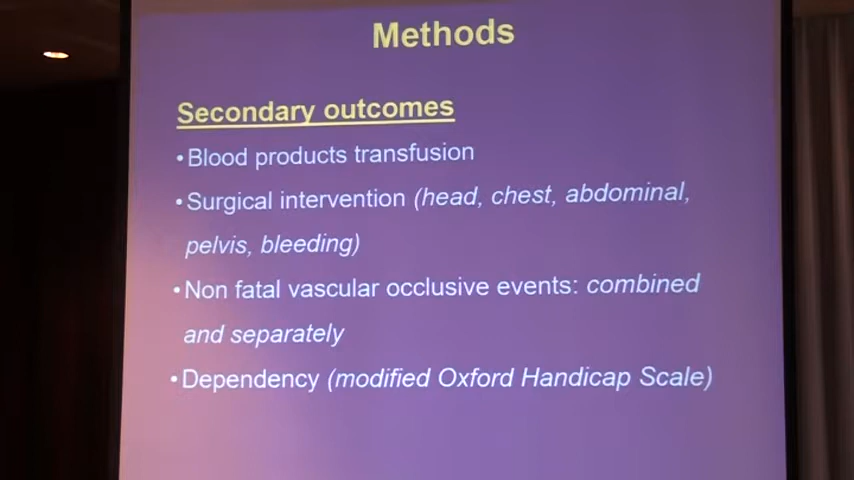 Methods
Secondary outcomes
•Blood products transfusion
•Surgical intervention (head, chest, abdominal,
pelvis, bleeding)
•Non fatal vascular occlusive events: combined
and separately
•Dependency (modified Oxford Handicap Scale)